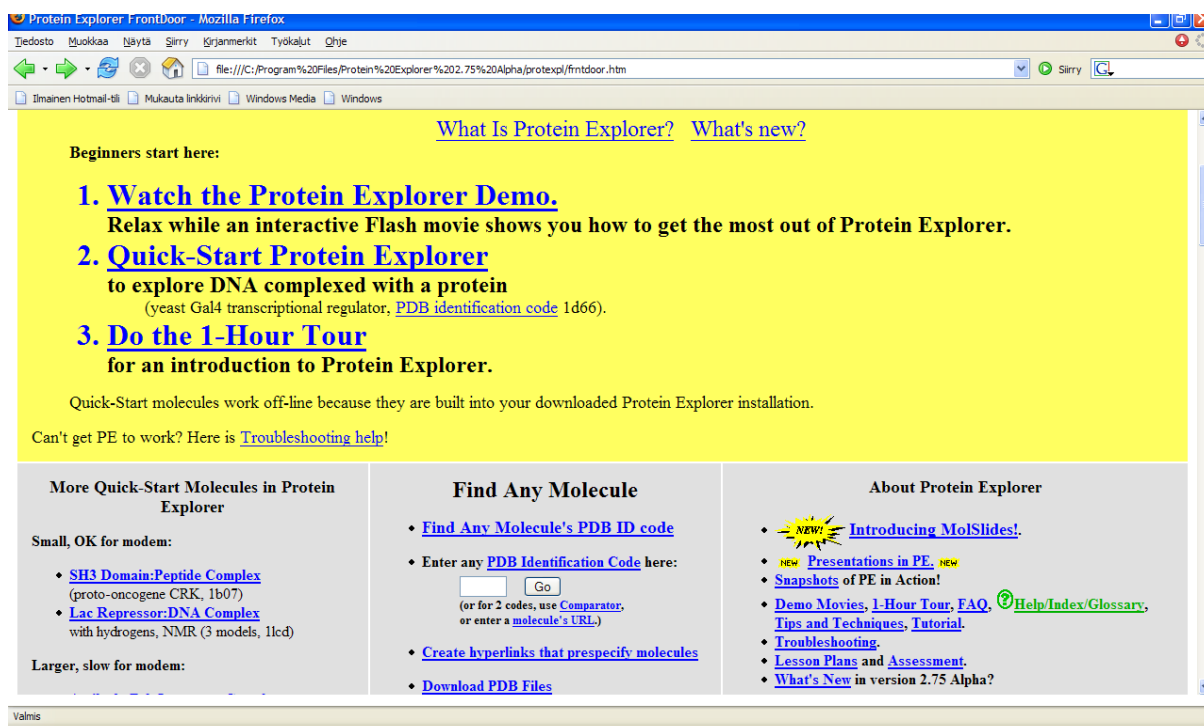 Protein Explorer FrontDoor - Mozilla Firefox
Tiedosto Muokkaa Näytä Siirry Kirjanmerkit Työkalut Ohje
file:///C:/Program%20Files/Protein%20Explorer%202.75%20Alpha/protexpl/frntdoor.htm Siirry G
Ilmainen Hotmail-tili Mukauta linkkirivi Windows Media Windows
What Is Protein Explorer? What's new?
Beginners start here:
1. Watch the Protein Explorer Demo.
Relax while an interactive Flash movie shows you how to get the most out of Protein Explorer.
2. Quick-Start Protein Explorer
to explore DNA complexed with a protein
(yeast Gal4 transcriptional regulator, PDB identification code 1d66).
3. Do the 1-Hour Tour
for an introduction to Protein Explorer.
Quick-Start molecules work off-line because they are built into your downloaded Protein Explorer installation.
Can't get PE to work? Here is Troubleshooting help!
More Quick-Start Molecules in Protein
Explorer
Small, OK for modem:
SH3 Domain:Peptide Complex
(proto-oncogene CRK, 1b07)
Lac Repressor:DNA Complex
with hydrogens, NMR (3 models, 1lcd)
Larger, slow for modem:
Find Any Molecule
Find Any Molecule's PDB ID code
Enter any PDB Identification Code here:
Go
(or for 2 codes, use Comparator,
or enter a molecule's URL.)
Create hyperlinks that prespecify molecules
Download PDB Files
About Protein Explorer
NEW! Introducing MolSlides!.
NEW Presentations in PE. NEW
Snapshots of PE in Action!
Demo Movies, 1-Hour Tour, FAQ, ?Help/Index/Glossary,
Tips and Techniques, Tutorial.
Troubleshooting.
Lesson Plans and Assessment.
What's New in version 2.75 Alpha?
Valmis